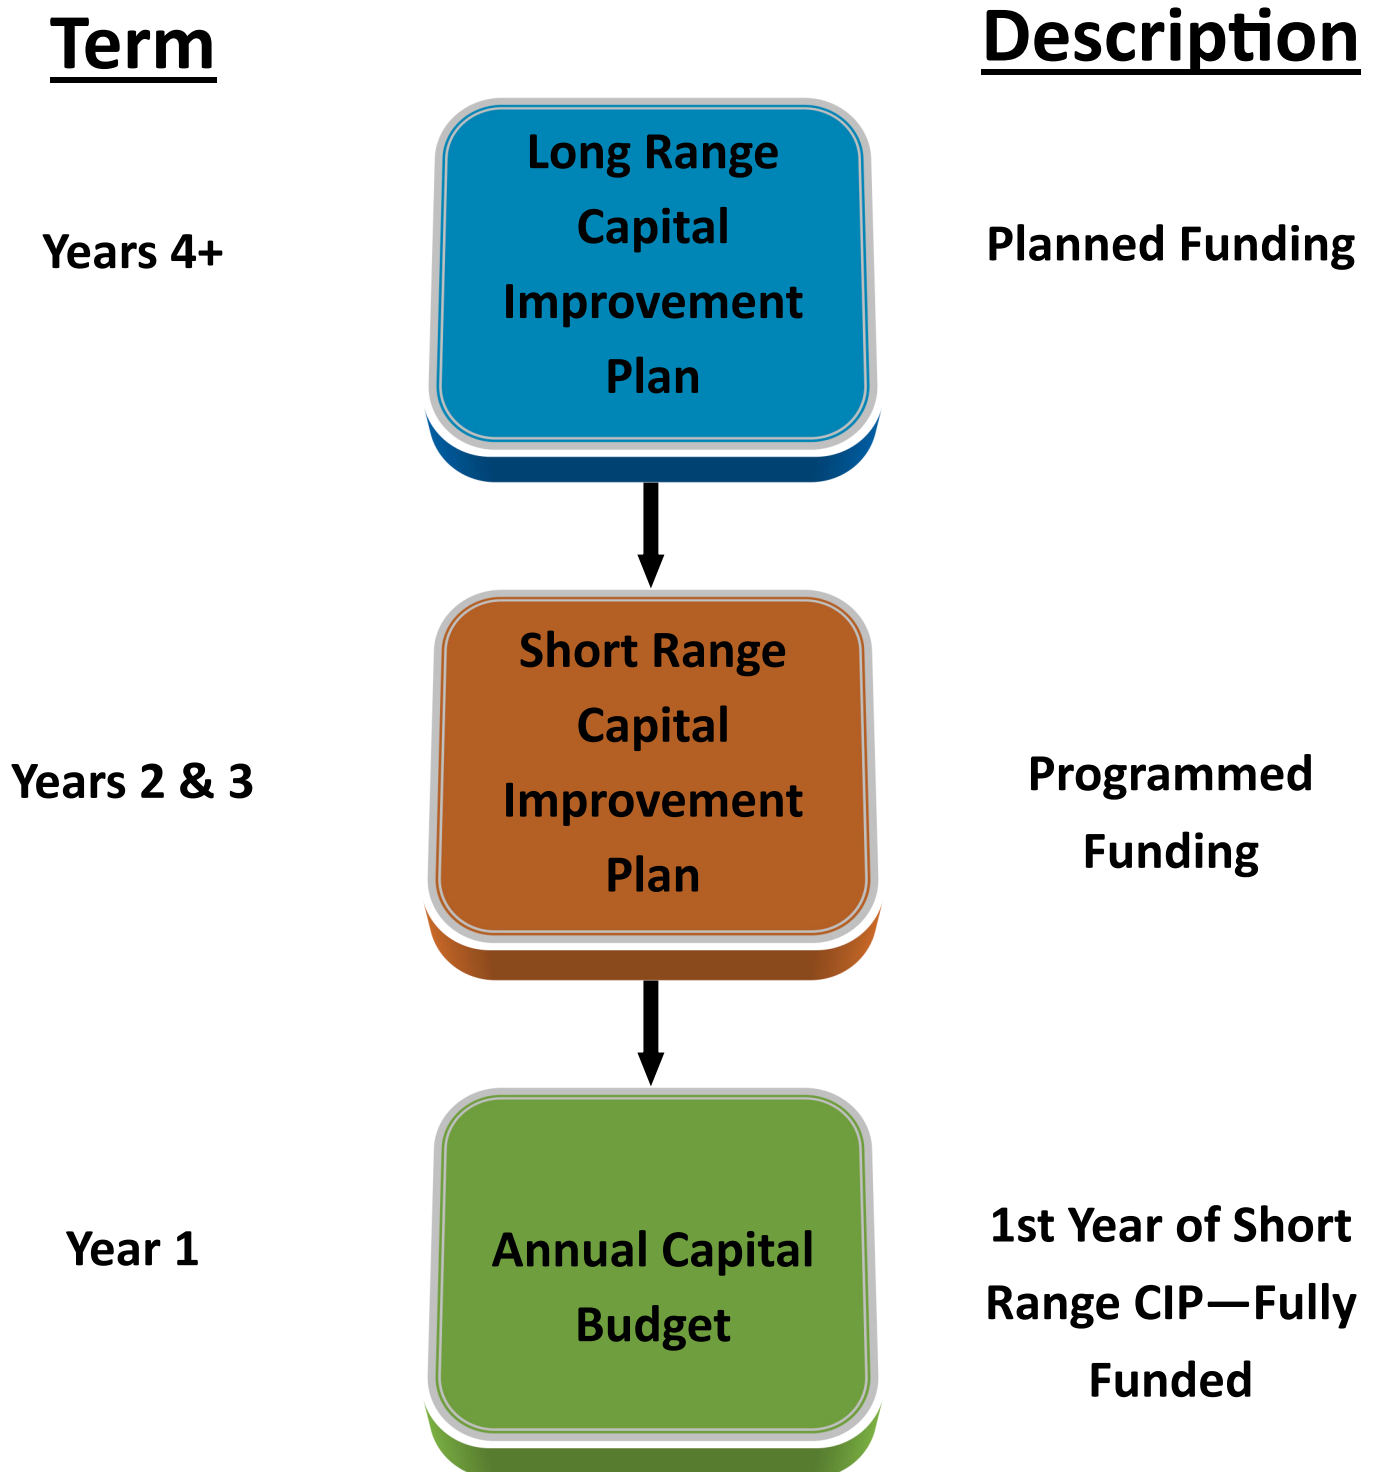 Term
Description
Long Range
Capital
Improvement
Plan
Years 4+
Planned Funding
Short Range
Capital
Improvement
Plan
Years 2 & 3
Programmed
Funding
Annual Capital
Budget
Year 1
1st Year of Short
Range CIP—Fully
Funded